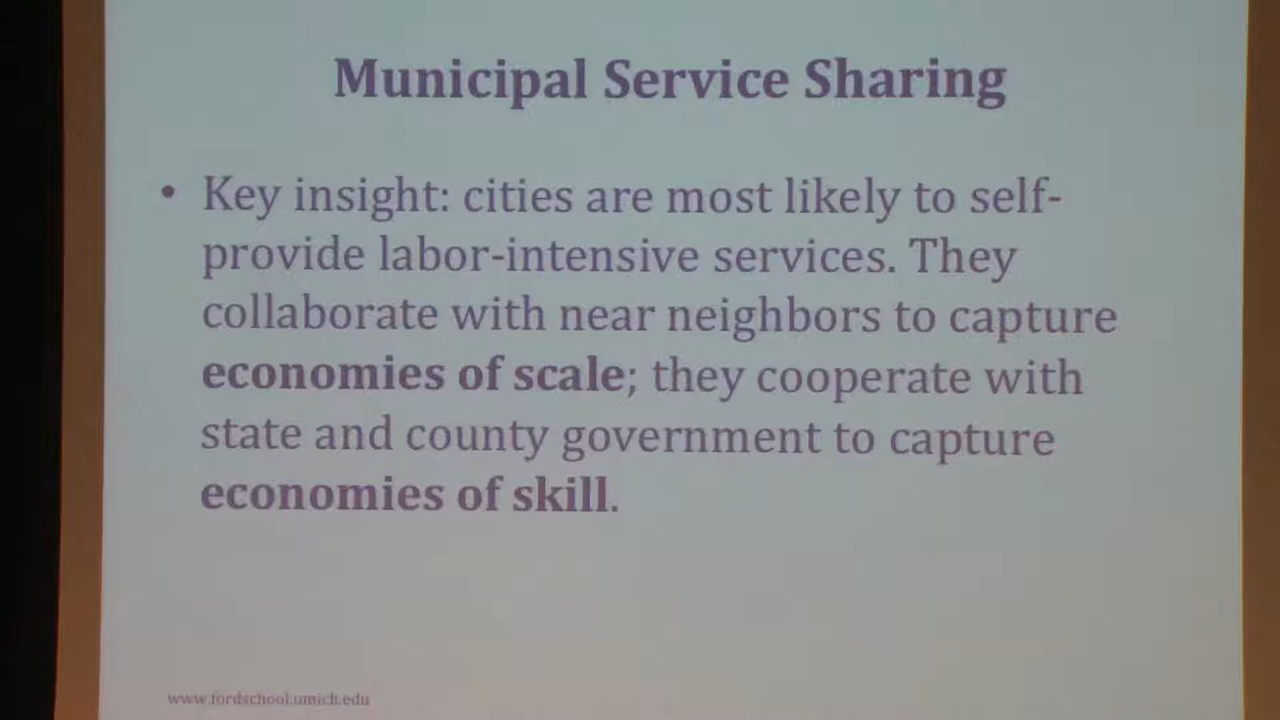 Municipal Service Sharing
• Key insight: cities are most likely to self-
provide labor-intensive services. They
collaborate with near neighbors to capture
economies of scale; they cooperate with
state and county government to capture
economies of skill.
www.fordschool.umich.edu